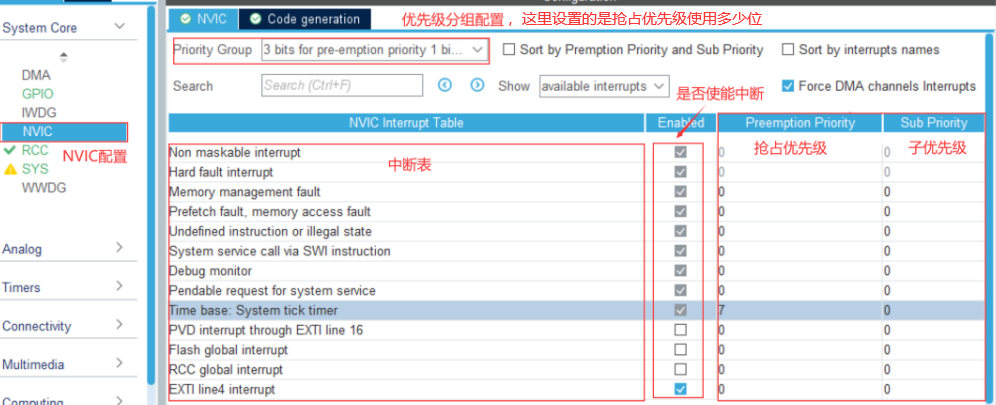 Configuration
System Core
DMA
GPIO
IWDG
NVIC
RCC
SYS
WWDG
NVIC配置
Analog
Timers
Connectivity
Multimedia
Computing
NVIC
Code generation
优先级分组配置，这里设置的是抢占优先级使用多少位
Priority Group
3 bits for pre-emption priority 1 bi...
Sort by Premption Priority and Sub Priority
Sort by interrupts names
Search
Search (Ctrl+F)
Show
available interrupts
Force DMA channels Interrupts
是否使能中断
NVIC Interrupt Table Enabled Preemption Priority Sub Priority
中断表
抢占优先级
子优先级
Non maskable interrupt 0 0
Hard fault interrupt 0 0
Memory management fault 0 0
Prefetch fault, memory access fault 0 0
Undefined instruction or illegal state 0 0
System service call via SWI instruction 0 0
Debug monitor 0 0
Pendable request for system service 0 0
Time base: System tick timer 7 0
PVD interrupt through EXTI line 16 0 0
Flash global interrupt 0 0
RCC global interrupt 0 0
EXTI line4 interrupt 0 0